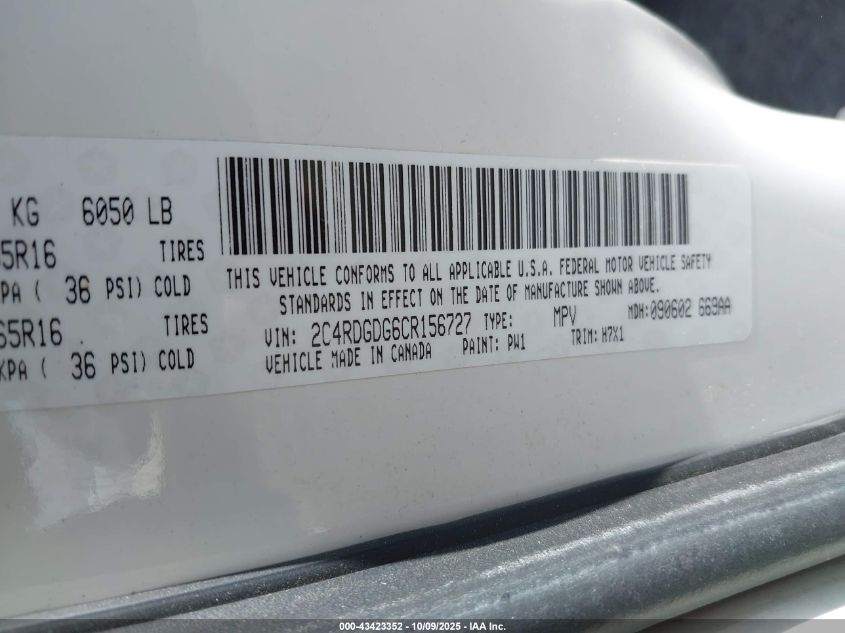 KG 6050 LB
65R16 TIRES
KPA ( 36 PSI) COLD
65R16 TIRES
KPA ( 36 PSI) COLD
THIS VEHICLE CONFORMS TO ALL APPLICABLE U.S.A. FEDERAL MOTOR VEHICLE SAFETY
STANDARDS IN EFFECT ON THE DATE OF MANUFACTURE SHOWN ABOVE.
VIN: 2C4RDGDG6CR156727 TYPE: MPV MDH: 090602 669AA
VEHICLE MADE IN CANADA PAINT: PW1 TRIM: H7X1
000-43423352 - 10/09/2025 - IAA Inc.